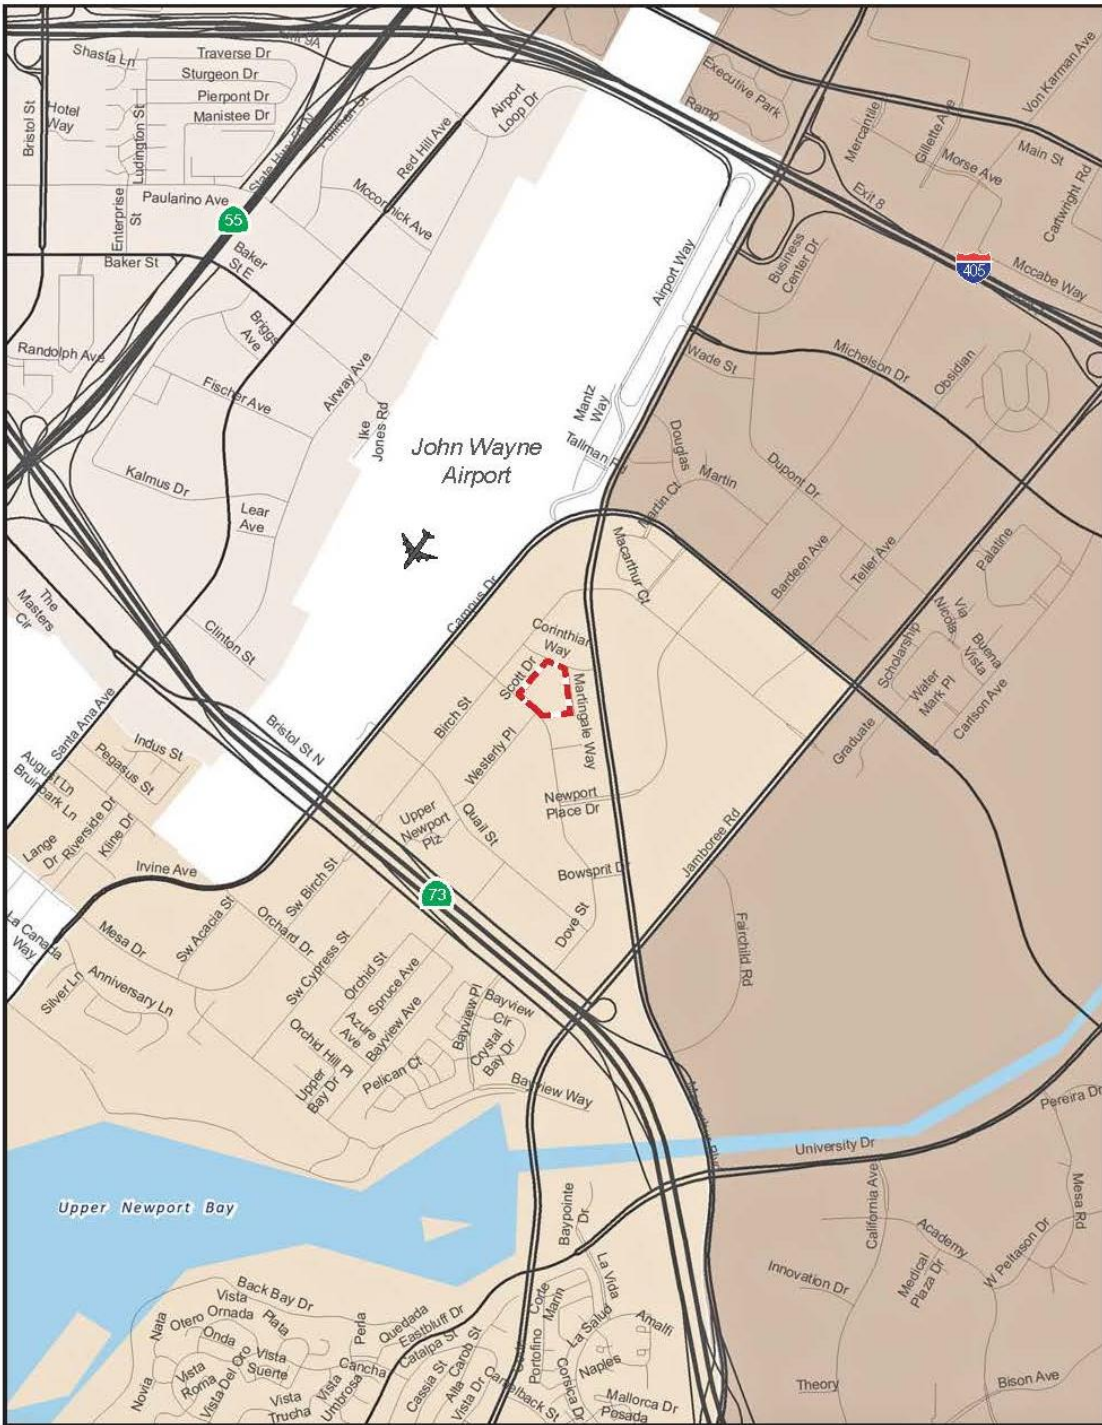 Shasta Ln
Traverse Dr
Sturgeon Dr
Pierpont Dr
Manistee Dr
Hotel
Way
Bristol St
Ludington St
Enterprise
St
Paularino Ave
55
Baker St
Baker
St E
Red Hill Ave
Mccormick Ave
Airport
Loop Dr
Executive Park
Ramp
Mercantile
Gillette Ave
Von Karman Ave
Main St
Morse Ave
Cartwright Rd
Exit 8
405
Mccabe Way
Business
Center Dr
Airport Way
Randolph Ave
Briggs
Ave
Fischer Ave
Airway Ave
Ike
Jones Rd
Wade St
Michelson Dr
Obsidian
Mantz
Way
Tallman Rd
Douglas
Martin
Martin Ct
Dupont Dr
John Wayne
Airport
Kalmus Dr
Lear
Ave
Macarthur Ct
Bardeen Ave
Teller Ave
Palatine
The
Masters
Cir
Clinton St
Campus Dr
Corinthian
Way
Scott Dr
Martingale Way
Birch St
Westerly Pl
Scholarship
Via
Nicola
Buena
Vista
Water
Mark Pl
Carlson Ave
Graduate
Santa Ana Ave
Indus St
Pegasus St
August Ln
Bruinpark Ln
Riverside Dr
Kline Dr
Lange
Dr
Bristol St N
Upper
Newport
Plz
Quail St
Newport
Place Dr
Jamboree Rd
Irvine Ave
Bowsprit Dr
Dove St
73
Sw Birch St
Sw Acacia St
Orchard Dr
Sw Cypress St
Fairchild Rd
La Canada
Way
Mesa Dr
Silver Ln
Anniversary Ln
Orchid St
Spruce Ave
Azure
Ave
Bayview Ave
Orchid Hill Pl
Upper
Bay Dr
Pelican Ct
Bayview Pl
Bayview
Cir
Crystal
Bay Dr
Bayview Way
University Dr
Pereira Dr
Mesa Rd
California Ave
Academy
Medical
Plaza Dr
W Peltason Dr
Innovation Dr
Theory
Bison Ave
Upper Newport Bay
Baypointe
Dr
La Vida
Corte
Marin
La Salud
Amalfi
Portofino
Naples
Corsica Dr
Mallorca Dr
Posada
Camelback St
Back Bay Dr
Vista
Ornada
Otero
Plata
Onda
Nata
Novia
Vista
Roma
Vista Del Oro
Vista
Suerte
Vista
Trucha
Vista
Umbrosa
Perla
Cancha
Quedada
Eastbluff Dr
Catalpa St
Cassia St
Carob St
Alta
Vista Dr